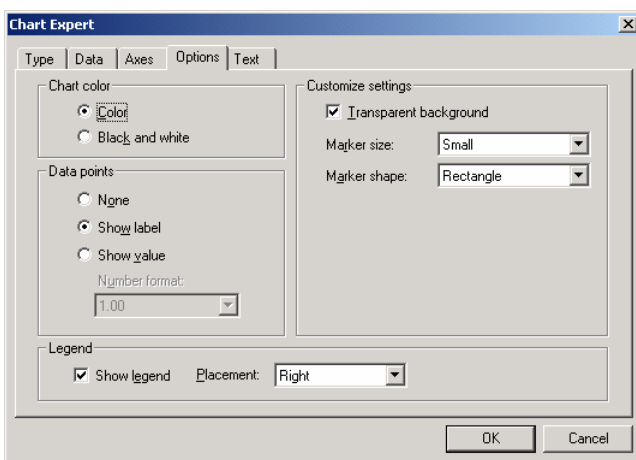 Chart Expert
Type Data Axes Options Text
Chart color
Color
Black and white
Data points
None
Show label
Show value
Number format:
1.00
Customize settings
Transparent background
Marker size: Small
Marker shape: Rectangle
Legend
Show legend Placement: Right
OK Cancel